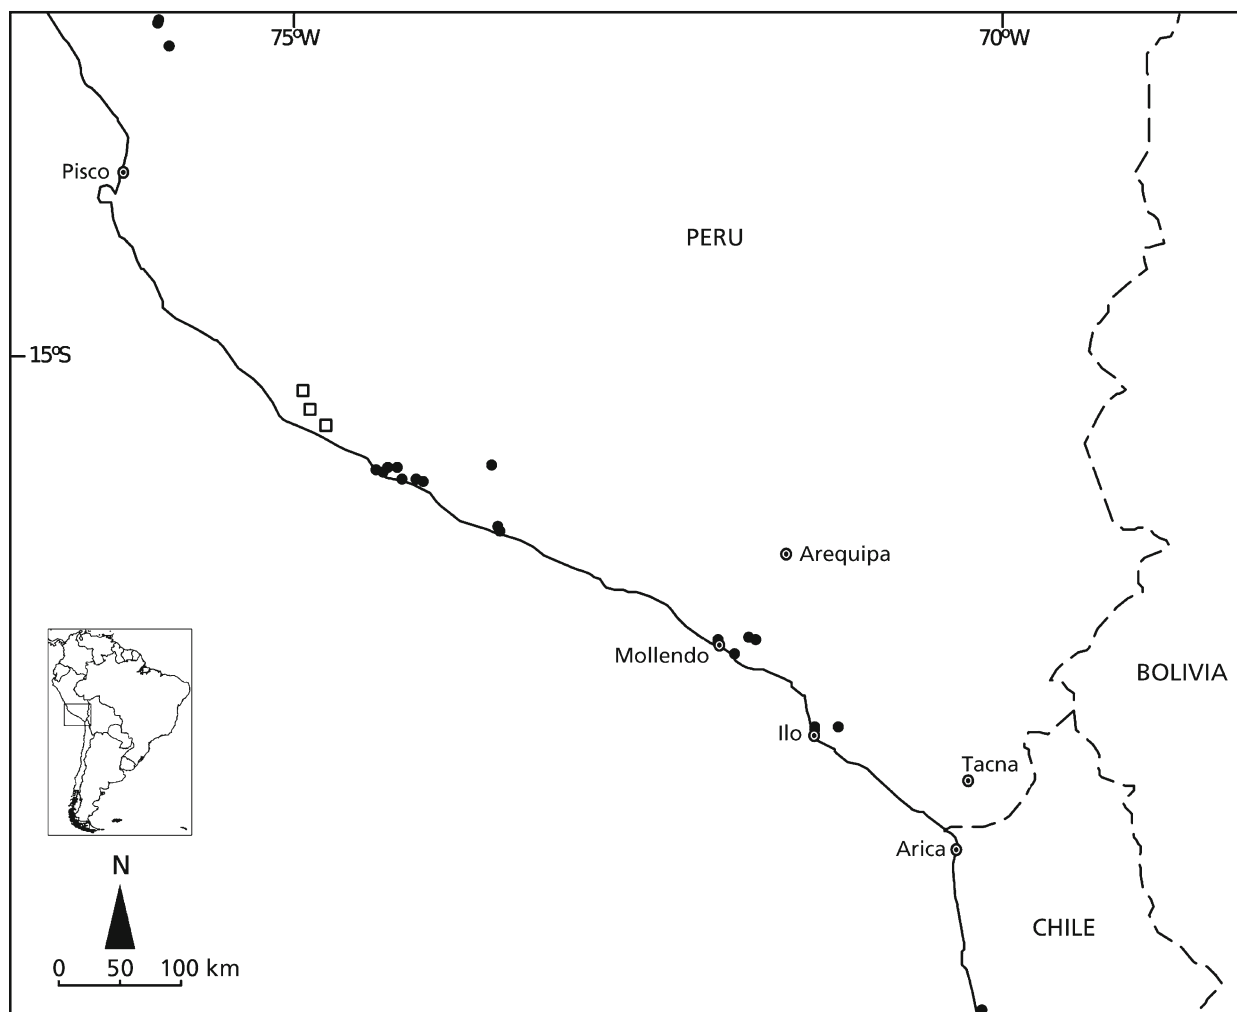 75ºW
70ºW
Pisco
PERU
15ºS
Arequipa
Mollendo
BOLIVIA
Ilo
Tacna
Arica
N
CHILE
0 50 100 km